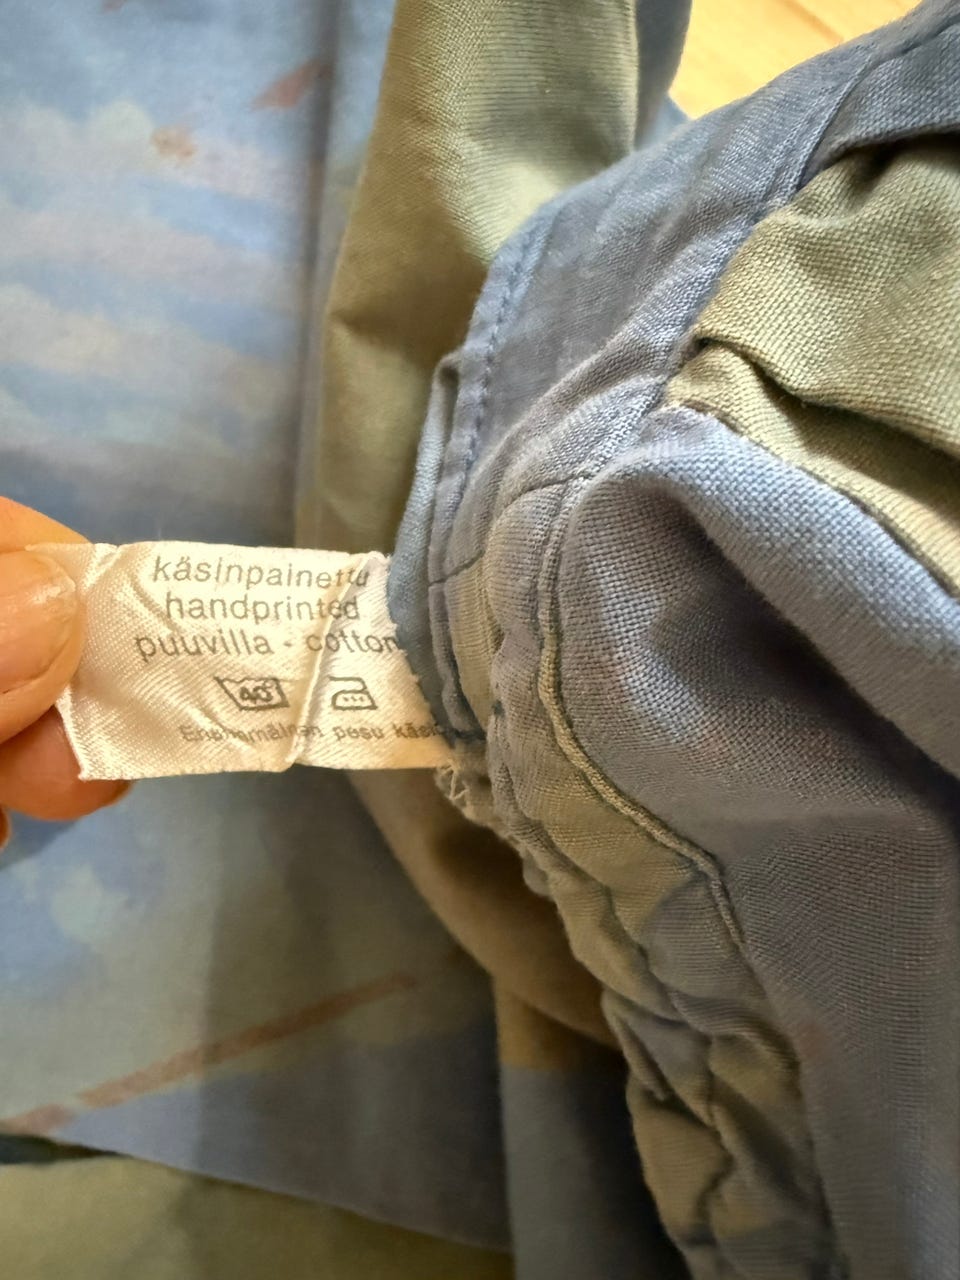 käsinpainettu
handprinted
puuvilla - cotton
40°
Ensimmäinen pesu